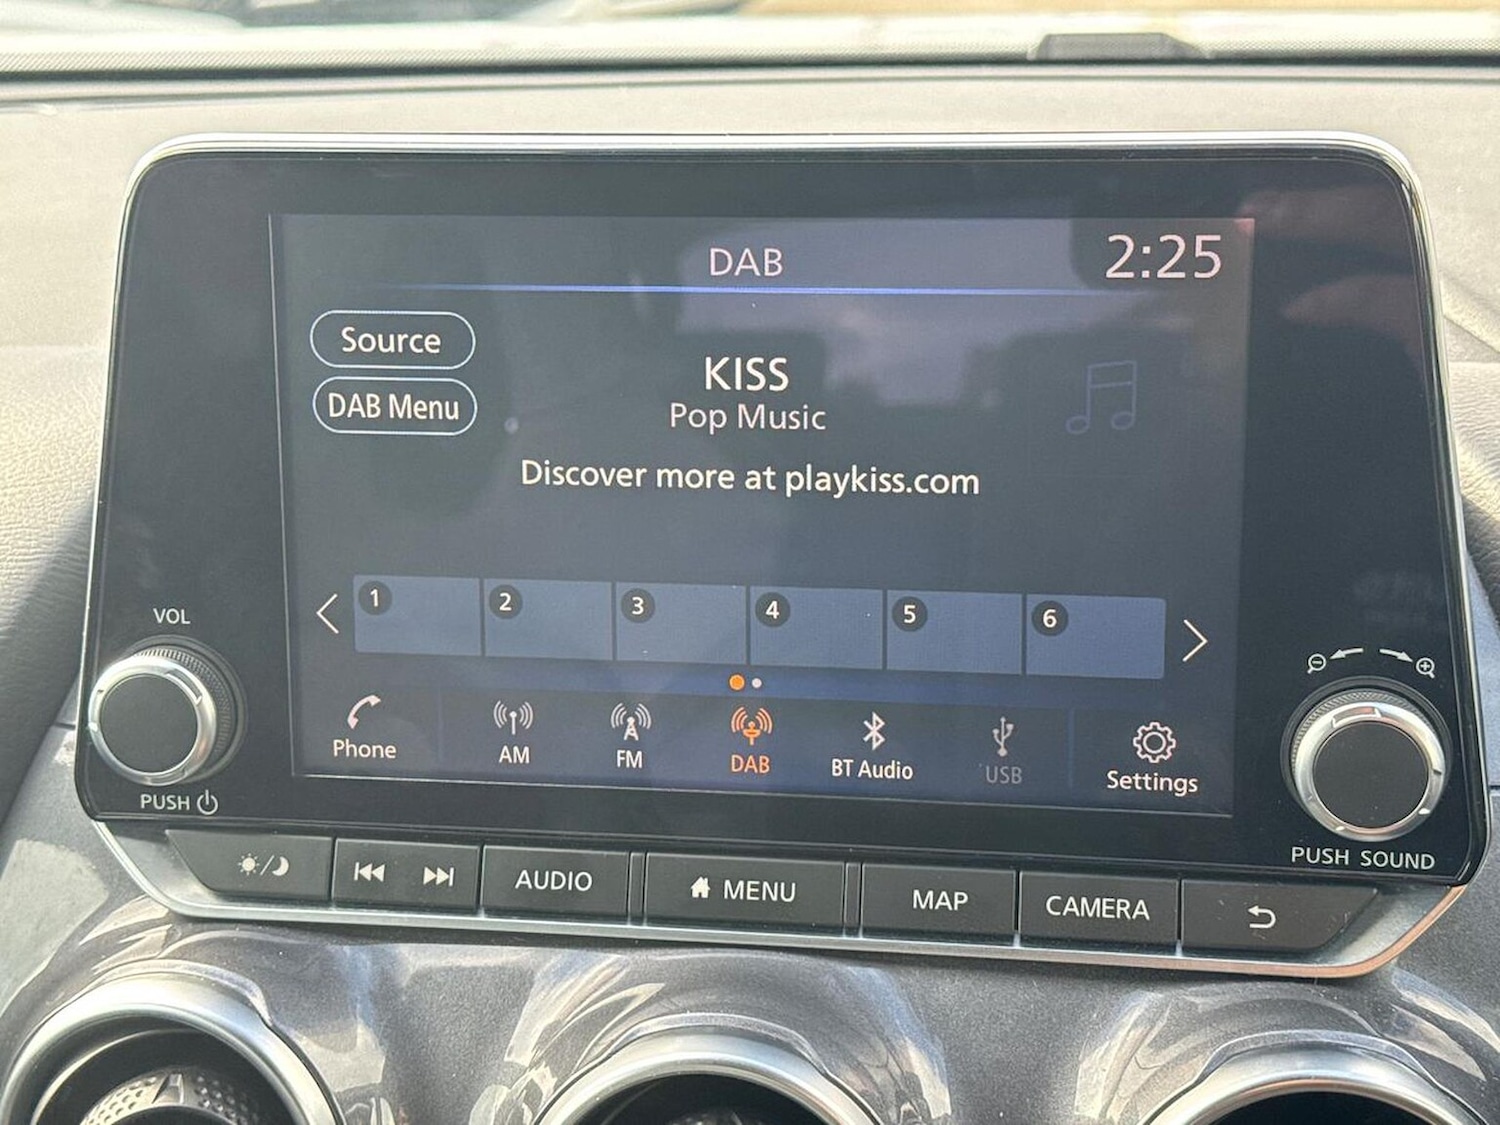 DAB
2:25
Source
DAB Menu
KISS
Pop Music
Discover more at playkiss.com
1 2 3 4 5 6
Phone AM FM DAB BT Audio USB Settings
VOL
PUSH
PUSH SOUND
AUDIO MENU MAP CAMERA